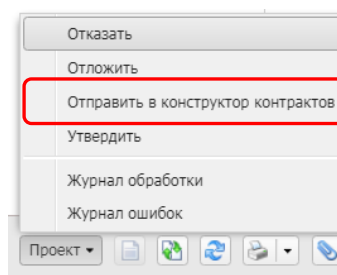 Отказать
Отложить
Отправить в конструктор контрактов
Утвердить
Журнал обработки
Журнал ошибок
Проект